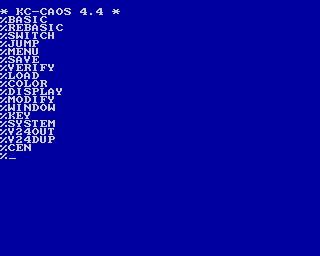 * KC-CAOS 4.4 *
%BASIC
%REBASIC
%SWITCH
%JUMP
%MENU
%SAVE
%VERIFY
%LOAD
%COLOR
%DISPLAY
%MODIFY
%WINDOW
%KEY
%SYSTEM
%V24OUT
%V24DUP
%CEN
%_